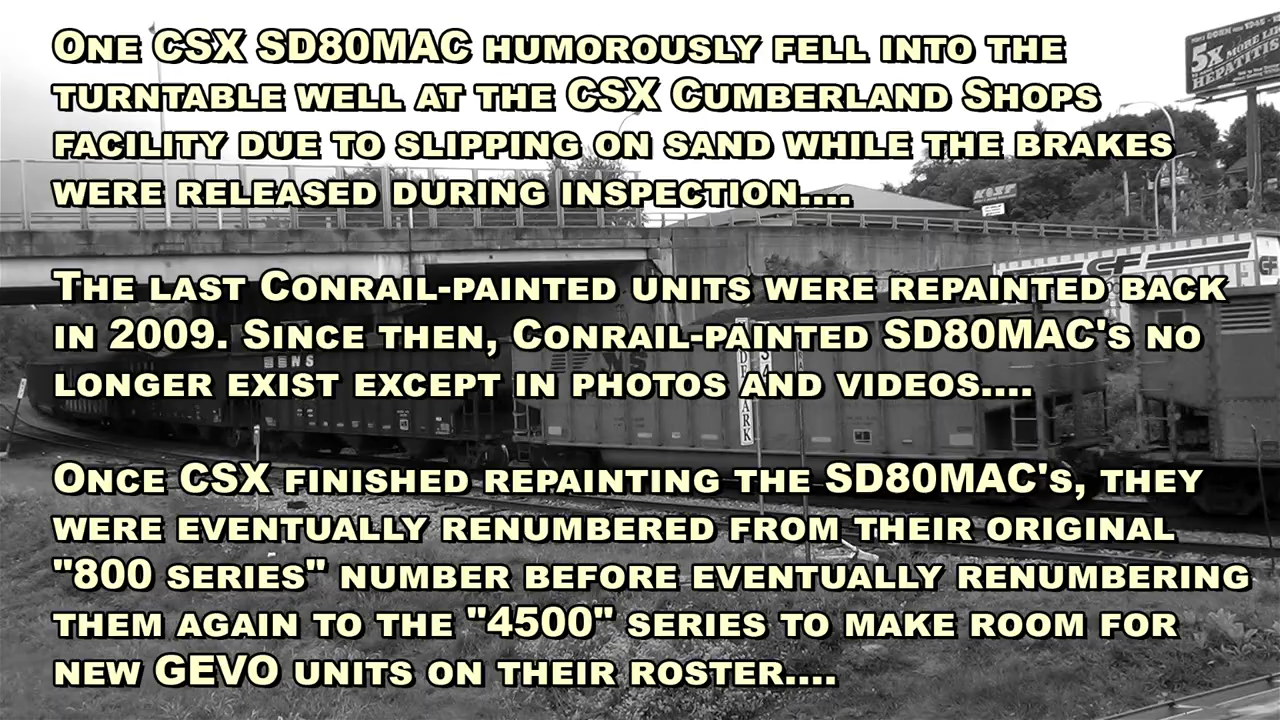 One CSX SD80MAC humorously fell into the
turntable well at the CSX Cumberland Shops
facility due to slipping on sand while the brakes
were released during inspection....
The last Conrail-painted units were repainted back
in 2009. Since then, Conrail-painted SD80MAC's no
longer exist except in photos and videos....
Once CSX finished repainting the SD80MAC's, they
were eventually renumbered from their original
"800 series" number before eventually renumbering
them again to the "4500" series to make room for
new GEVO units on their roster....
5X MORE LI
HEPATITIS